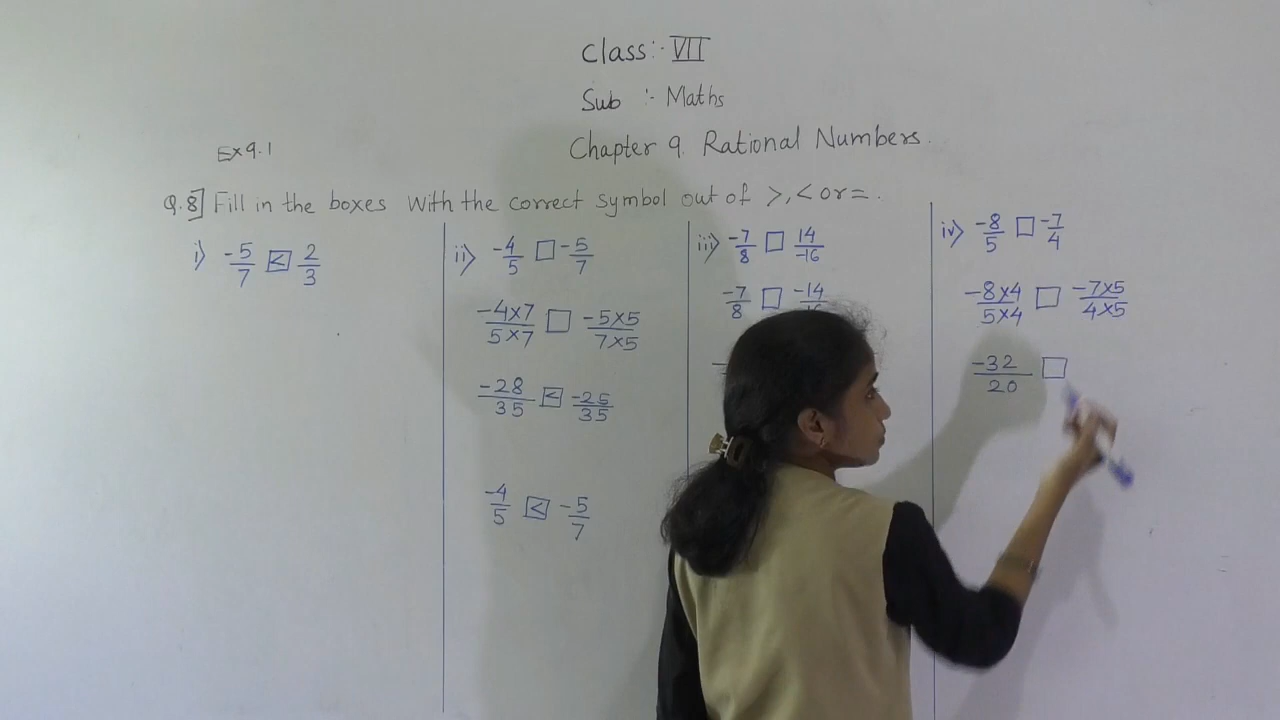 Class:- VII
Sub :- Maths
Chapter 9. Rational Numbers.
Ex 9.1
Q.8] Fill in the boxes with the correct symbol out of >, < or =.
i) -5/7 [<] 2/3
ii) -4/5 □ -5/7
-4×7/5×7 □ -5×5/7×5
-28/35 [<] -25/35
-4/5 [<] -5/7
iii) -7/8 □ 14/-16
-7/8 □ -14/16
iv) -8/5 □ -7/4
-8×4/5×4 □ -7×5/4×5
-32/20 □